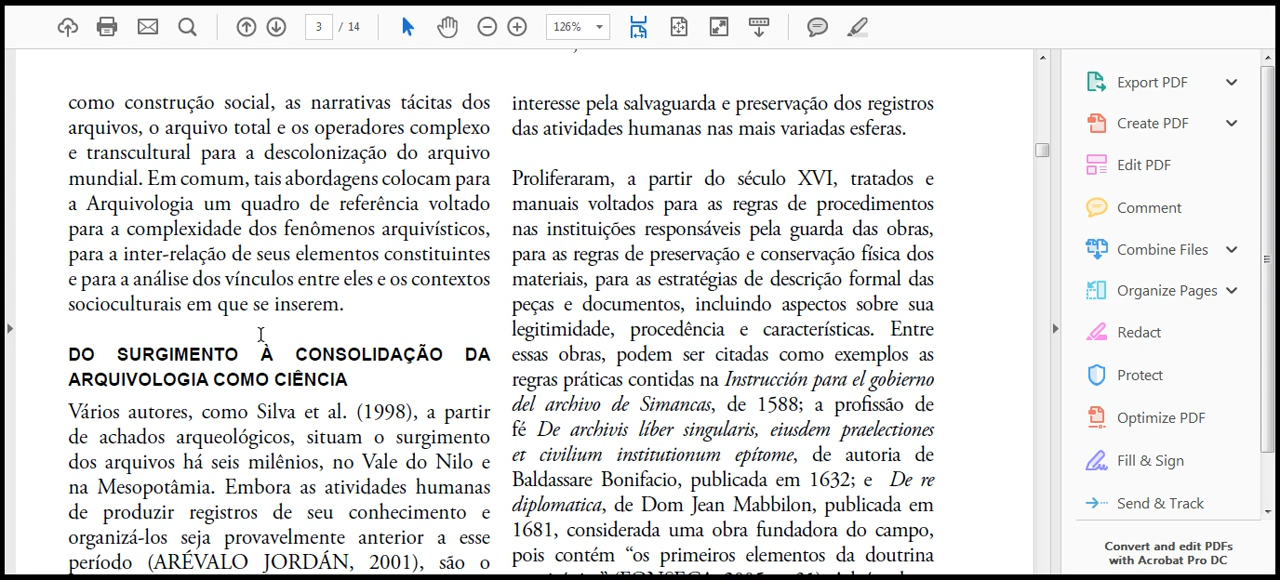 3 / 14
126%
como construção social, as narrativas tácitas dos
arquivos, o arquivo total e os operadores complexo
e transcultural para a descolonização do arquivo
mundial. Em comum, tais abordagens colocam para
a Arquivologia um quadro de referência voltado
para a complexidade dos fenômenos arquivísticos,
para a inter-relação de seus elementos constituintes
e para a análise dos vínculos entre eles e os contextos
socioculturais em que se inserem.
DO SURGIMENTO À CONSOLIDAÇÃO DA
ARQUIVOLOGIA COMO CIÊNCIA
Vários autores, como Silva et al. (1998), a partir
de achados arqueológicos, situam o surgimento
dos arquivos há seis milênios, no Vale do Nilo e
na Mesopotâmia. Embora as atividades humanas
de produzir registros de seu conhecimento e
organizá-los seja provavelmente anterior a esse
período (ARÉVALO JORDÁN, 2001), são o
interesse pela salvaguarda e preservação dos registros
das atividades humanas nas mais variadas esferas.
Proliferaram, a partir do século XVI, tratados e
manuais voltados para as regras de procedimentos
nas instituições responsáveis pela guarda das obras,
para as regras de preservação e conservação física dos
materiais, para as estratégias de descrição formal das
peças e documentos, incluindo aspectos sobre sua
legitimidade, procedência e características. Entre
essas obras, podem ser citadas como exemplos as
regras práticas contidas na Instrucción para el gobierno
del archivo de Simancas, de 1588; a profissão de
fé De archivis liber singularis, eiusdem praelectiones
et civilium institutionum epítome, de autoria de
Baldassare Bonifacio, publicada em 1632; e De re
diplomatica, de Dom Jean Mabbilon, publicada em
1681, considerada uma obra fundadora do campo,
pois contém “os primeiros elementos da doutrina
Export PDF
Create PDF
Edit PDF
Comment
Combine Files
Organize Pages
Redact
Protect
Optimize PDF
Fill & Sign
Send & Track
Convert and edit PDFs
with Acrobat Pro DC